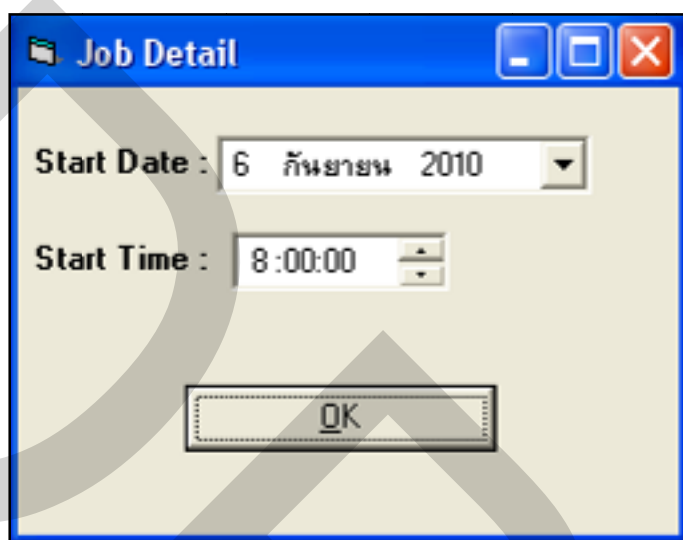 Job Detail
Start Date : 6 กันยายน 2010
Start Time : 8:00:00
OK